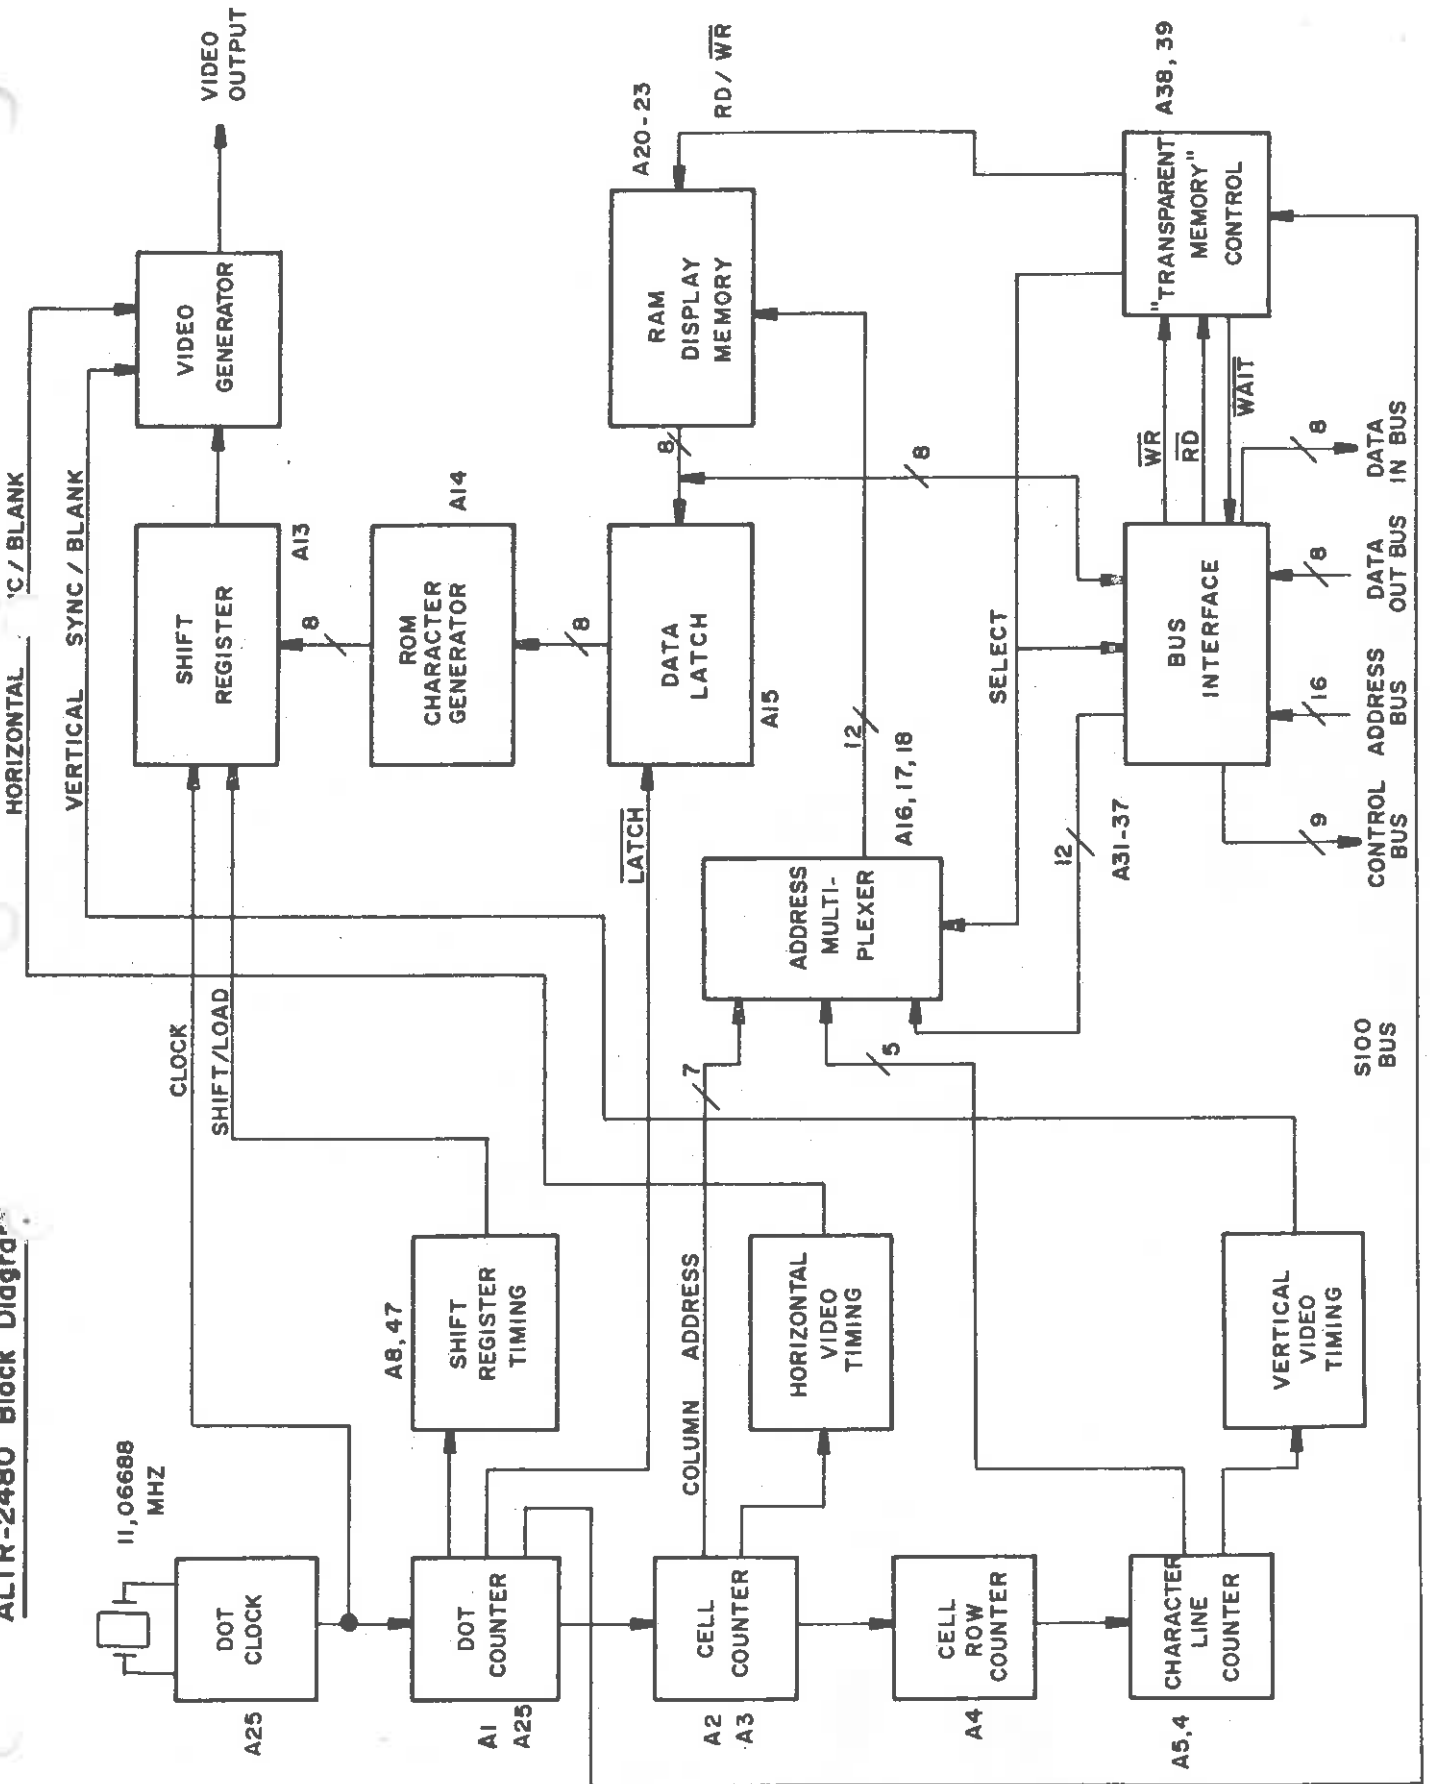 ALTR-2480 Block Diagra
11,06688
MHZ
DOT
CLOCK
A25
DOT
COUNTER
A1
A25
CELL
COUNTER
A2
A3
CELL
ROW
COUNTER
A4
CHARACTER
LINE
COUNTER
A5,4
A8,47
SHIFT
REGISTER
TIMING
COLUMN ADDRESS
HORIZONTAL
VIDEO
TIMING
VERTICAL
VIDEO
TIMING
CLOCK
SHIFT/LOAD
LATCH
7
5
ADDRESS
MULTI-
PLEXER
A16,17,18
12
12
A31-37
S100
BUS
HORIZONTAL
C/BLANK
VERTICAL SYNC/BLANK
SHIFT
REGISTER
A13
8
ROM
CHARACTER
GENERATOR
A14
8
DATA
LATCH
A15
SELECT
BUS
INTERFACE
9
CONTROL
BUS
16
ADDRESS
BUS
8
DATA
OUT BUS
8
DATA
IN BUS
WR
RD
WAIT
8
8
VIDEO
GENERATOR
VIDEO
OUTPUT
RAM
DISPLAY
MEMORY
A20-23
RD/WR
"TRANSPARENT
MEMORY"
CONTROL
A38,39